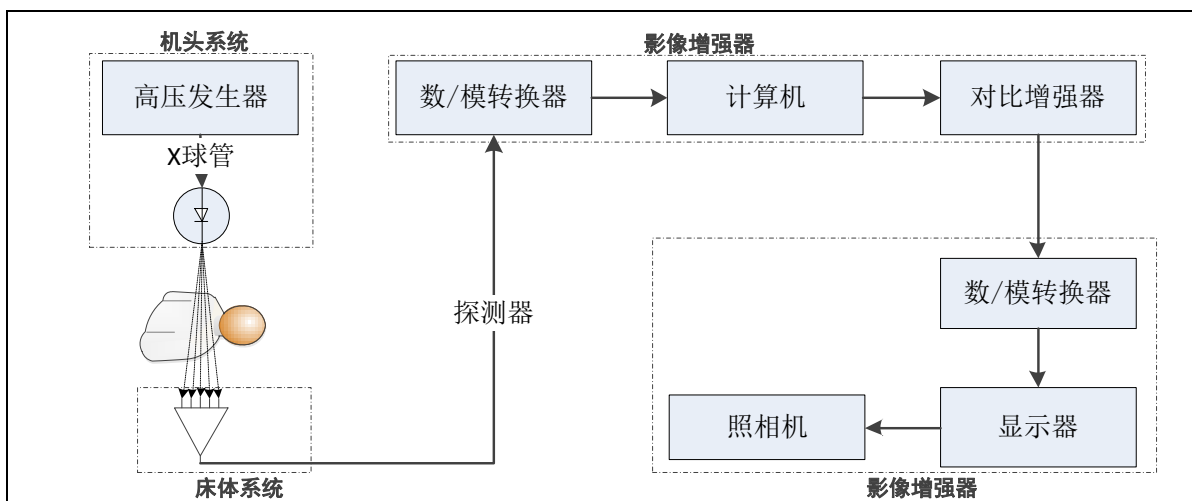 机头系统
高压发生器
X球管
床体系统
探测器
影像增强器
数/模转换器
计算机
对比增强器
数/模转换器
显示器
照相机
影像增强器